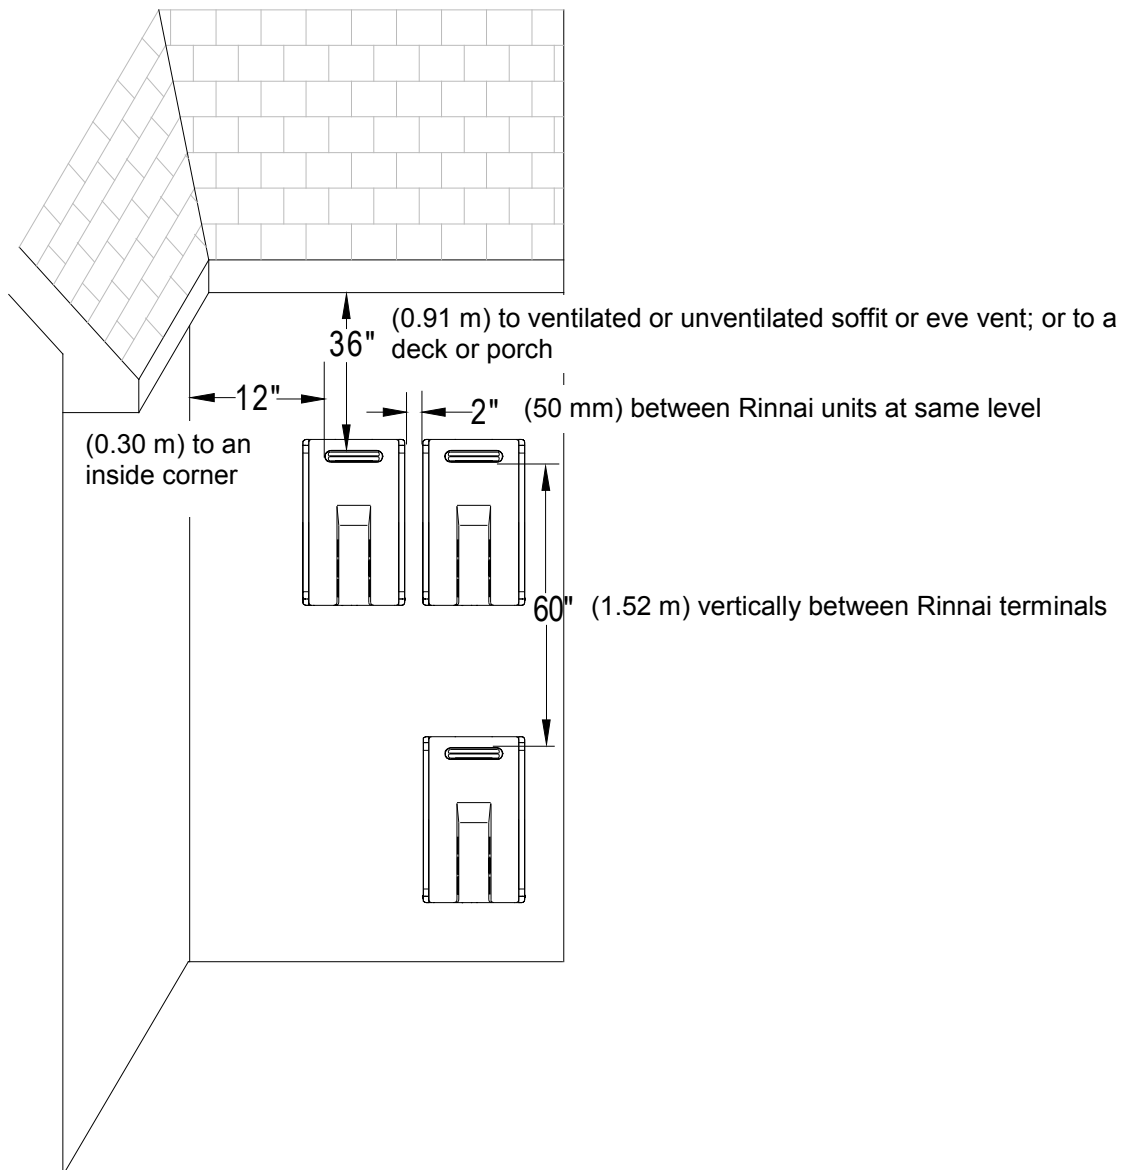 (0.91 m) to ventilated or unventilated soffit or eve vent; or to a
36"
deck or porch
12"
2"
(50 mm) between Rinnai units at same level
(0.30 m) to an
inside corner
60"
(1.52 m) vertically between Rinnai terminals